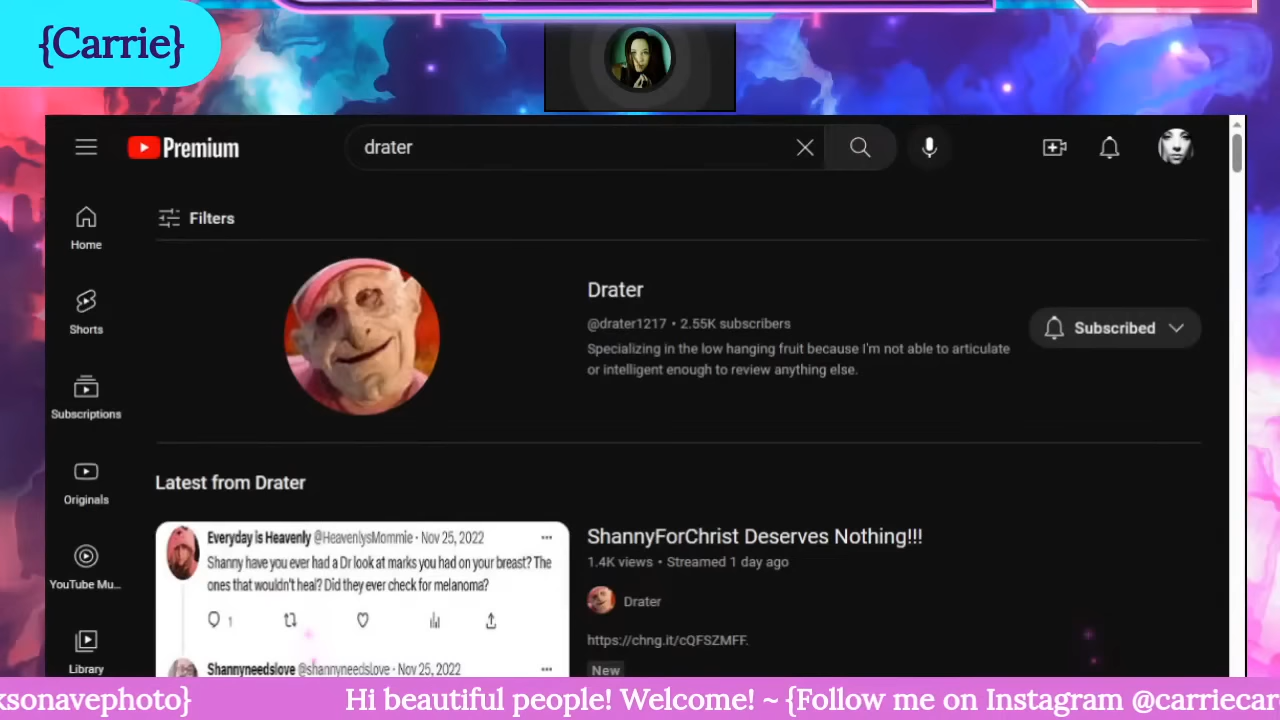 {Carrie}
Premium
drater
Filters
Home
Shorts
Subscriptions
Originals
YouTube Mu...
Library
Drater
@drater1217 • 2.55K subscribers
Specializing in the low hanging fruit because I'm not able to articulate
or intelligent enough to review anything else.
Subscribed
Latest from Drater
Everyday is Heavenly @HeavenlysMommie · Nov 25, 2022
Shanny have you ever had a Dr look at marks you had on your breast? The
ones that wouldn't heal? Did they ever check for melanoma?
1
Shannyneedslove @shannyneedslove · Nov 25, 2022
ShannyForChrist Deserves Nothing!!!
1.4K views • Streamed 1 day ago
Drater
https://chng.it/cQFSZMFF.
New
ksonavephoto} Hi beautiful people! Welcome! ~ {Follow me on Instagram @carriecar